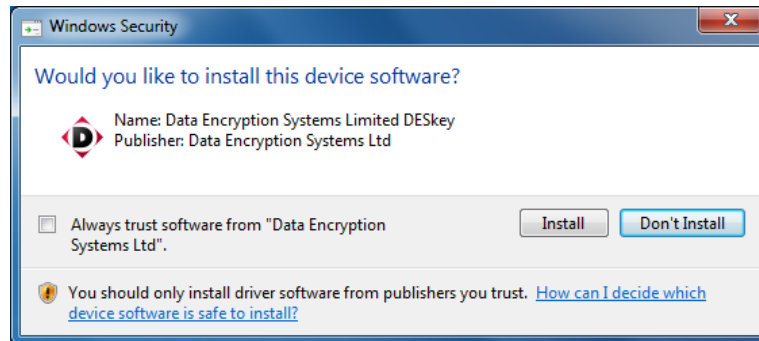 Windows Security
Would you like to install this device software?
D
Name: Data Encryption Systems Limited DESkey
Publisher: Data Encryption Systems Ltd
Always trust software from "Data Encryption
Systems Ltd".
Install
Don't Install
You should only install driver software from publishers you trust. How can I decide which
device software is safe to install?